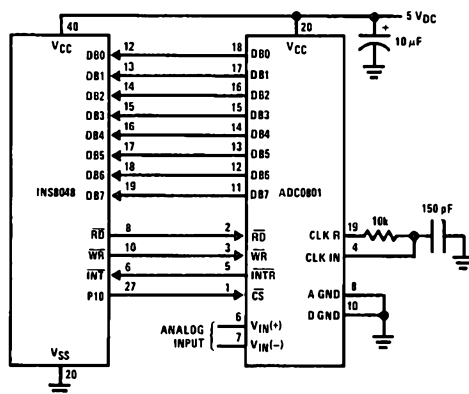 5 VDC
40
20
+
10 µF
VCC
VCC
DB0 12 18 DB0
DB1 13 17 DB1
DB2 14 16 DB2
DB3 15 15 DB3
DB4 16 14 DB4
DB5 17 13 DB5
DB6 18 12 DB6
DB7 19 11 DB7
INS8048
ADC0801
150 pF
RD 8 2 RD
CLK R 19 10k
WR 10 3 WR
CLK IN 4
INT 6 5 INTR
P10 27 1 CS
A GND 8
D GND 10
ANALOG INPUT
6 VIN(+)
7 VIN(−)
VSS
20